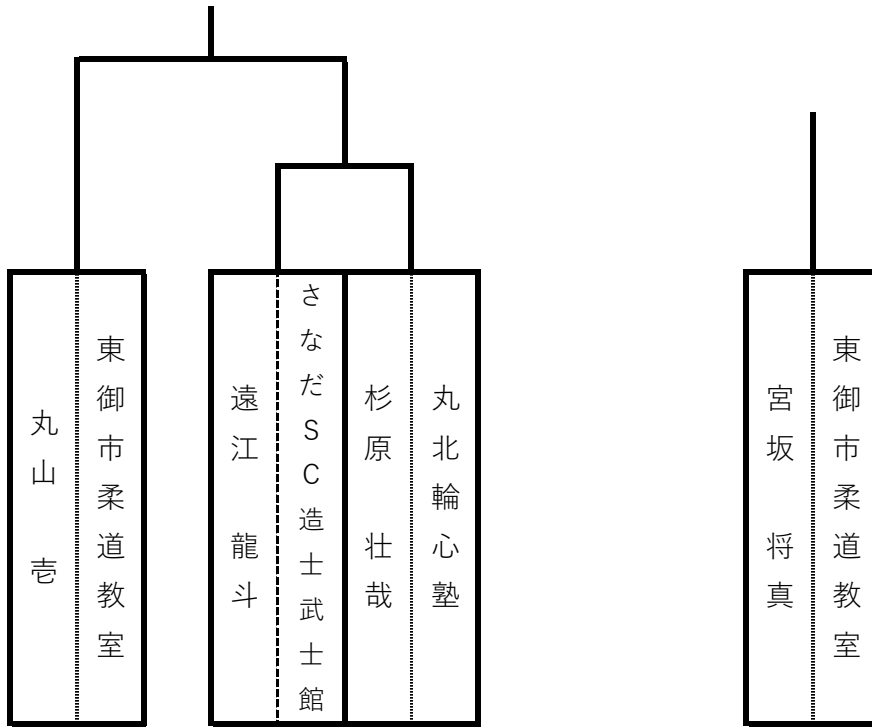 丸山 壱
東御市柔道教室
遠江 龍斗
さなだSC造士武士館
杉原 壮哉
丸北輪心塾
宮坂 将真
東御市柔道教室